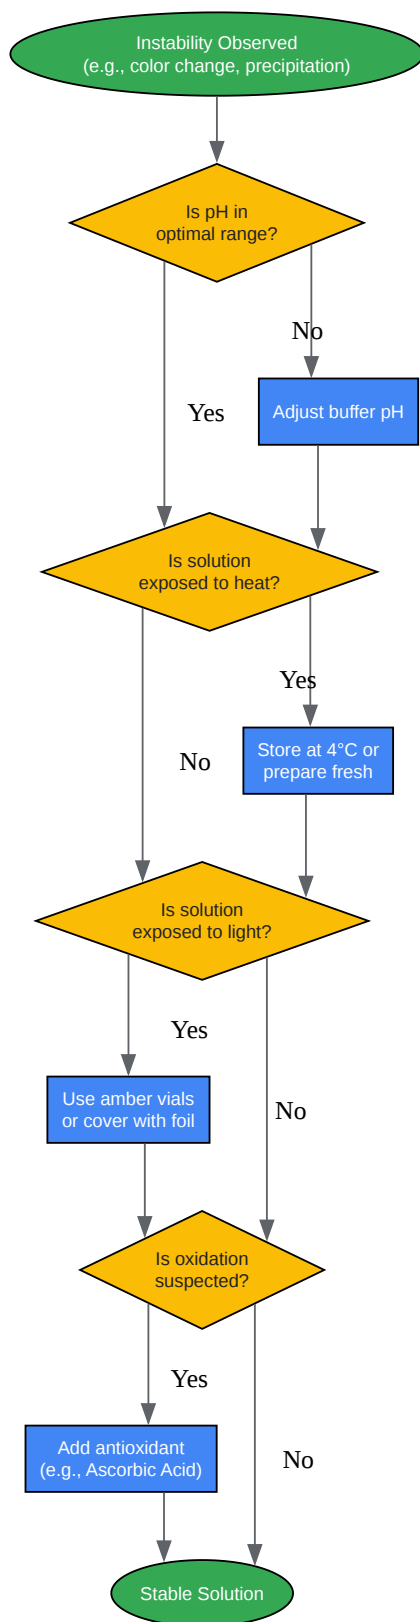 Instability Observed
(e.g., color change, precipitation)
Is pH in
optimal range?
No
Yes
Adjust buffer pH
Is solution
exposed to heat?
Yes
No
Store at 4°C or
prepare fresh
Is solution
exposed to light?
Yes
Use amber vials
or cover with foil
No
Is oxidation
suspected?
Yes
Add antioxidant
(e.g., Ascorbic Acid)
No
Stable Solution